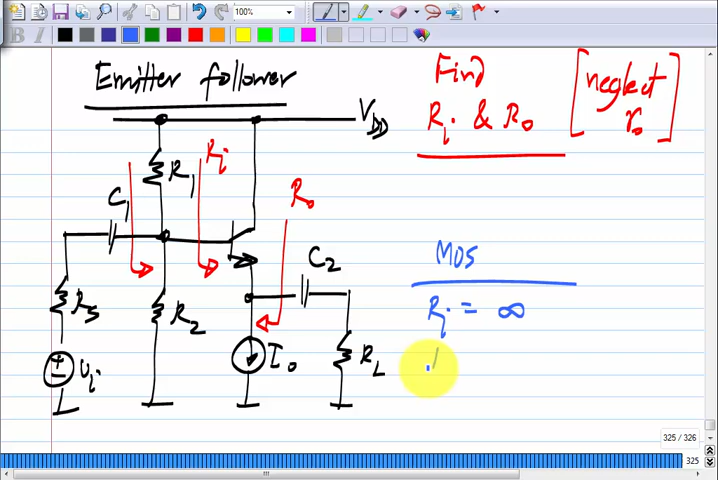 100%
B I
Emitter follower
Find
Ri & Ro
[neglect ro]
VDD
R1
Ri
Ro
C1
C2
Rs
R2
vi
Io
RL
MOS
Ri = ∞
325 / 326
325